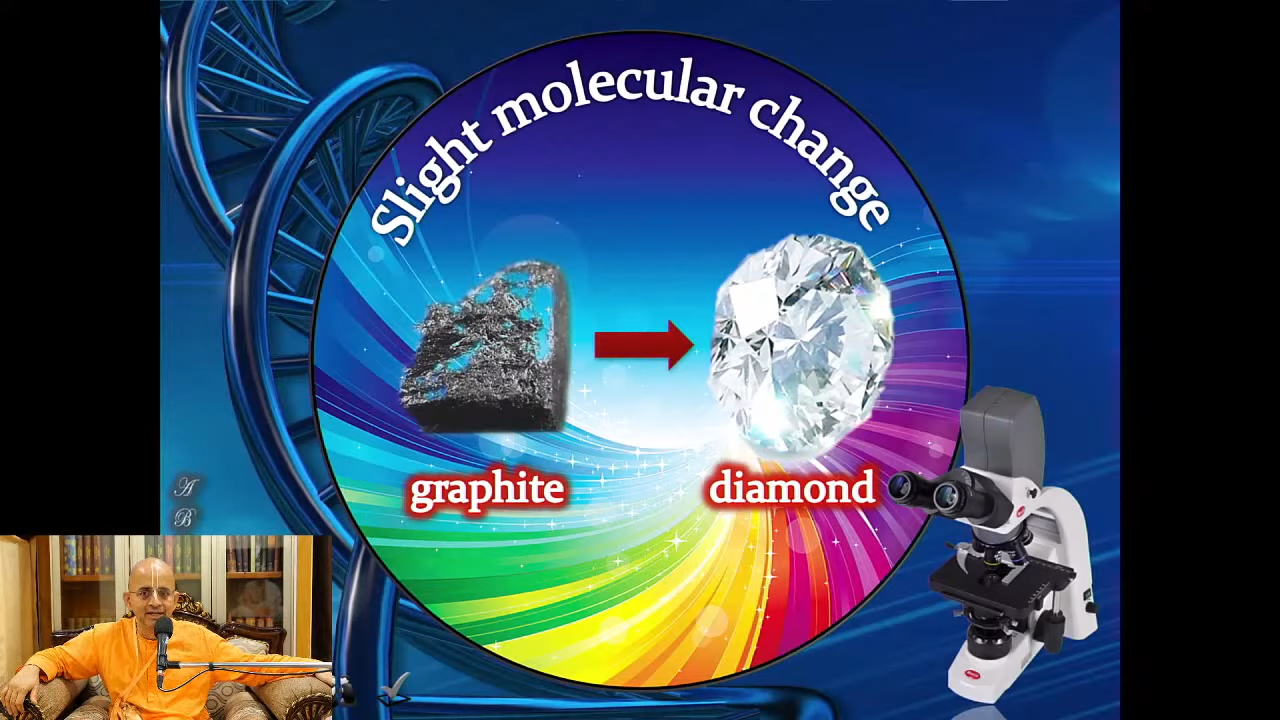 Slight molecular change
graphite
diamond
A
B